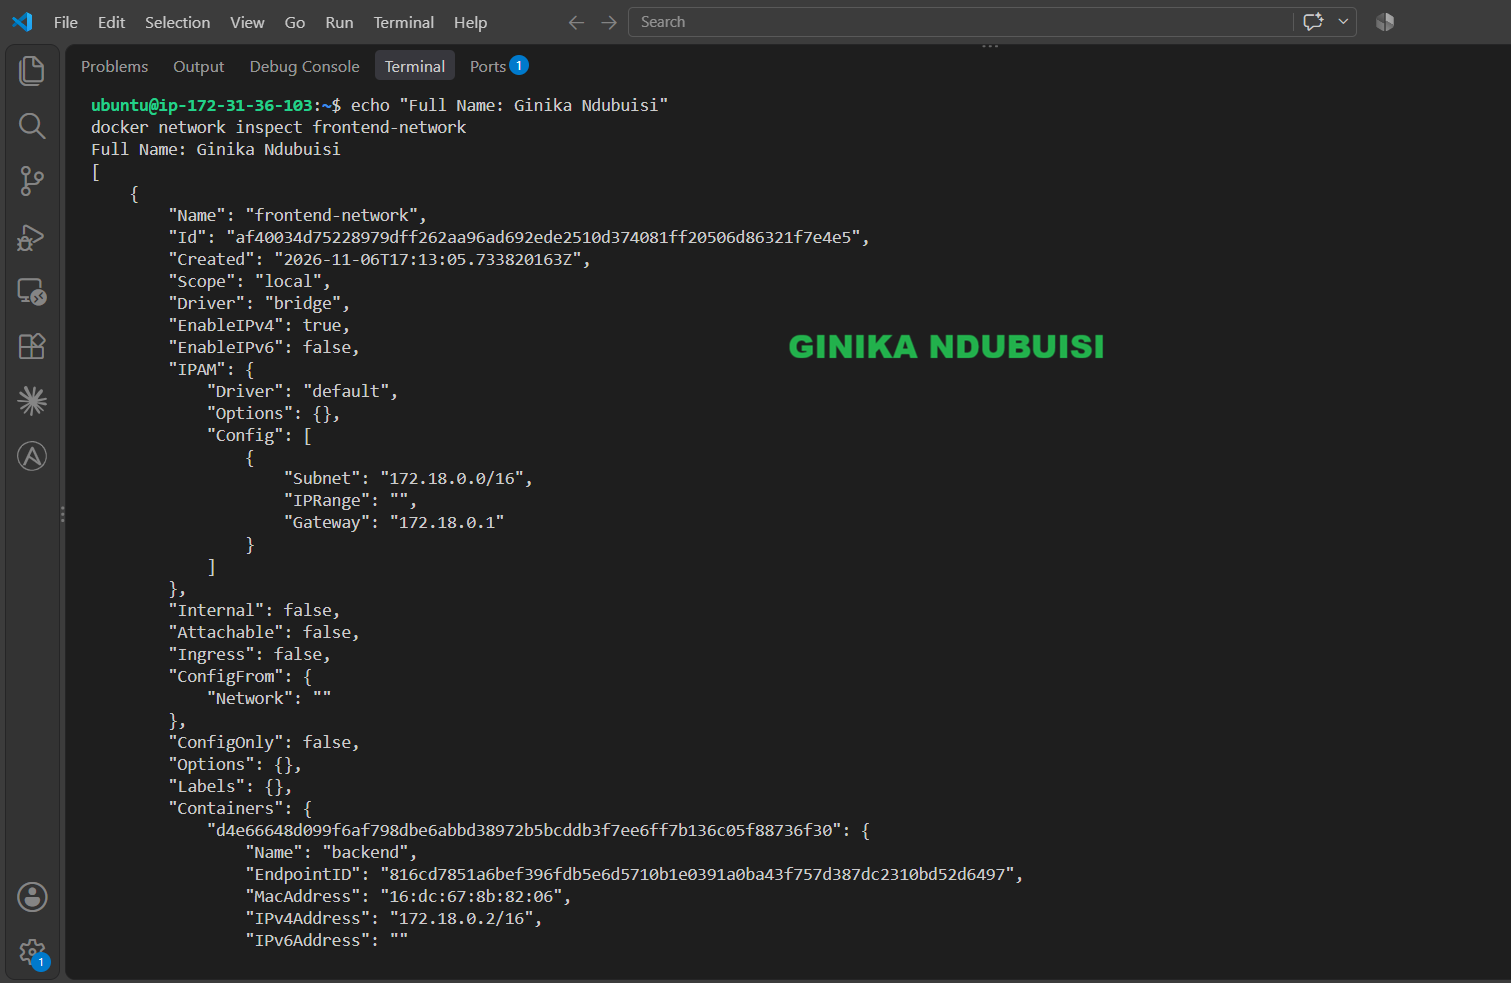 File Edit Selection View Go Run Terminal Help
Search
Problems Output Debug Console Terminal Ports 1
ubuntu@ip-172-31-36-103:~$ echo "Full Name: Ginika Ndubuisi"
docker network inspect frontend-network
Full Name: Ginika Ndubuisi
[
    {
        "Name": "frontend-network",
        "Id": "af40034d75228979dff262aa96ad692ede2510d374081ff20506d86321f7e4e5",
        "Created": "2026-11-06T17:13:05.733820163Z",
        "Scope": "local",
        "Driver": "bridge",
        "EnableIPv4": true,
        "EnableIPv6": false,
GINIKA NDUBUISI
        "IPAM": {
            "Driver": "default",
            "Options": {},
            "Config": [
                {
                    "Subnet": "172.18.0.0/16",
                    "IPRange": "",
                    "Gateway": "172.18.0.1"
                }
            ]
        },
        "Internal": false,
        "Attachable": false,
        "Ingress": false,
        "ConfigFrom": {
            "Network": ""
        },
        "ConfigOnly": false,
        "Options": {},
        "Labels": {},
        "Containers": {
            "d4e66648d099f6af798dbe6abbd38972b5bcddb3f7ee6ff7b136c05f88736f30": {
                "Name": "backend",
                "EndpointID": "816cd7851a6bef396fdb5e6d5710b1e0391a0ba43f757d387dc2310bd52d6497",
                "MacAddress": "16:dc:67:8b:82:06",
                "IPv4Address": "172.18.0.2/16",
                "IPv6Address": ""
1